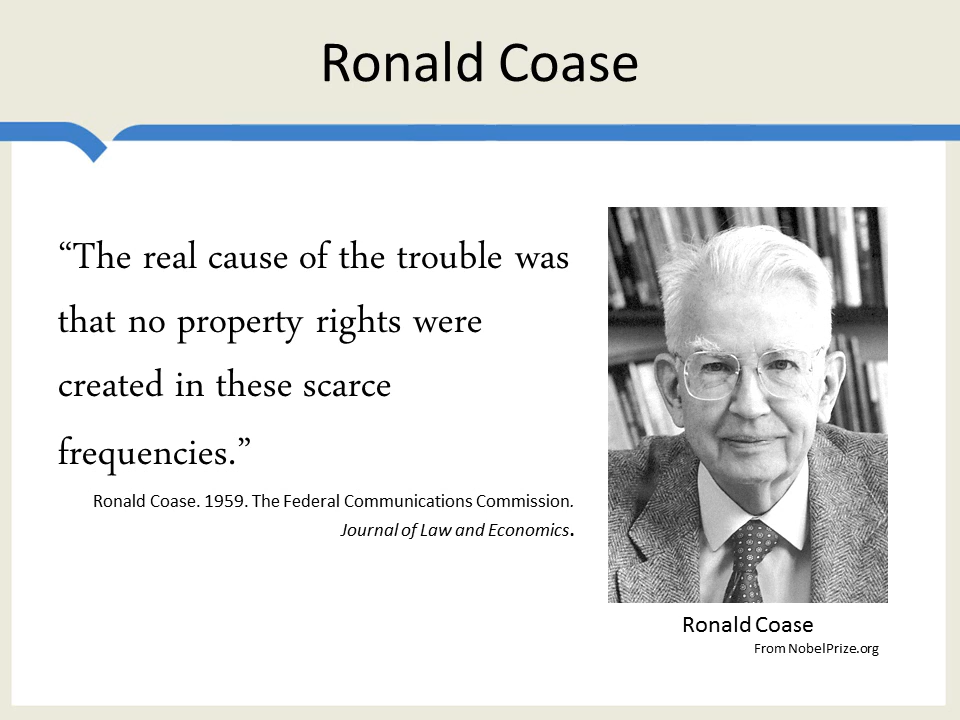 Ronald Coase
“The real cause of the trouble was
that no property rights were
created in these scarce
frequencies.”
Ronald Coase. 1959. The Federal Communications Commission.
Journal of Law and Economics.
Ronald Coase
From NobelPrize.org